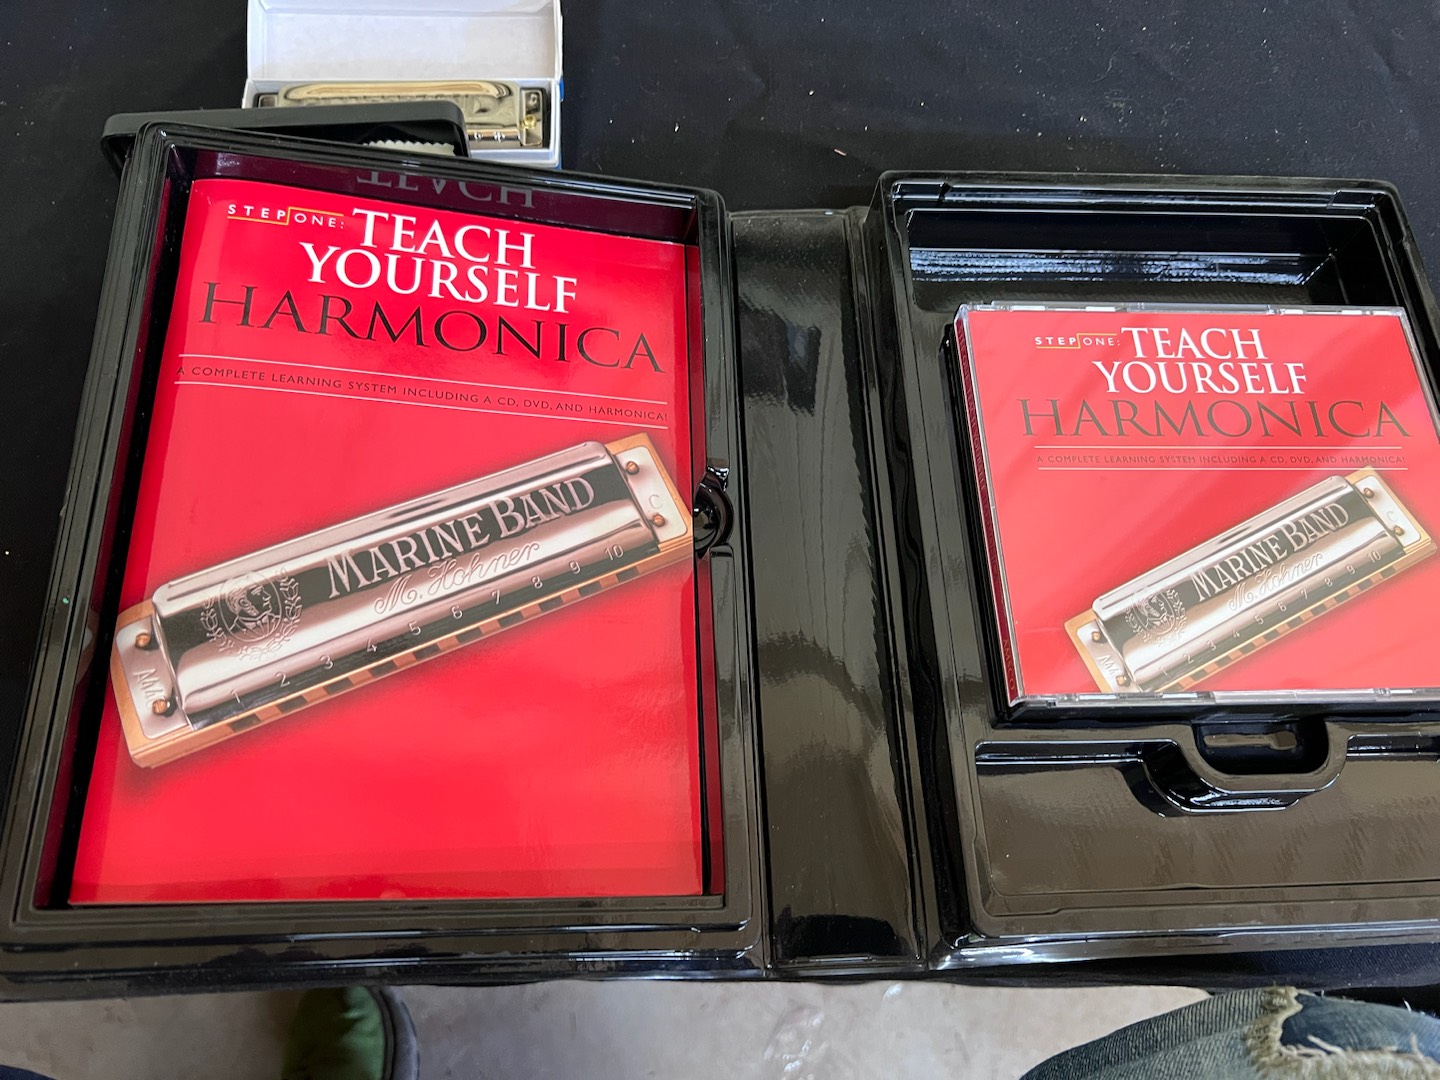 TEACH
STEP ONE: TEACH
YOURSELF
HARMONICA
A COMPLETE LEARNING SYSTEM INCLUDING A CD, DVD, AND HARMONICA!
MARINE BAND
M. Hohner
C
1 2 3 4 5 6 7 8 9 10
STEP ONE: TEACH
YOURSELF
HARMONICA
A COMPLETE LEARNING SYSTEM INCLUDING A CD, DVD, AND HARMONICA!
MARINE BAND
M. Hohner
C
2 3 4 5 6 7 8 9 10